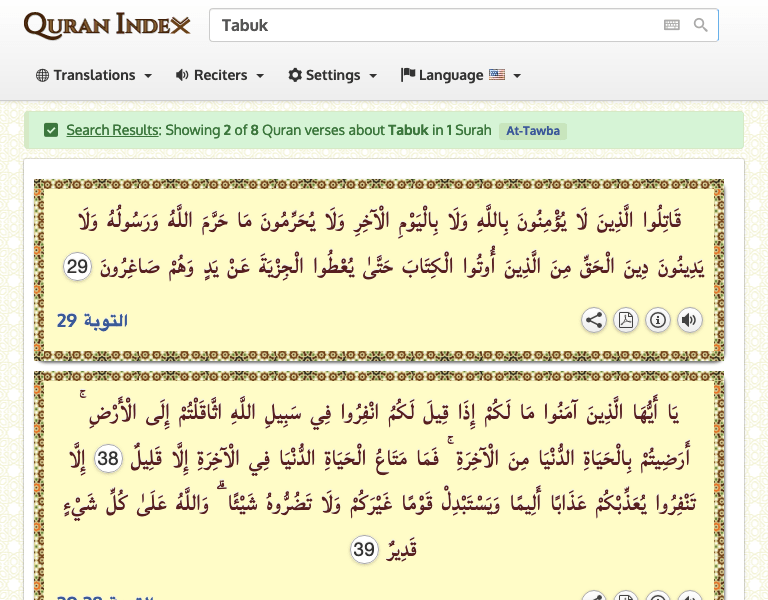 QURAN INDEX
Tabuk
Translations
Reciters
Settings
Language
Search Results: Showing 2 of 8 Quran verses about Tabuk in 1 Surah At-Tawba
قَاتِلُوا الَّذِينَ لَا يُؤْمِنُونَ بِاللَّهِ وَلَا بِالْيَوْمِ الْآخِرِ وَلَا يُحَرِّمُونَ مَا حَرَّمَ اللَّهُ وَرَسُولُهُ وَلَا
يَدِينُونَ دِينَ الْحَقِّ مِنَ الَّذِينَ أُوتُوا الْكِتَابَ حَتَّىٰ يُعْطُوا الْجِزْيَةَ عَنْ يَدٍ وَهُمْ صَاغِرُونَ 29
التوبة 29
يَا أَيُّهَا الَّذِينَ آمَنُوا مَا لَكُمْ إِذَا قِيلَ لَكُمُ انْفِرُوا فِي سَبِيلِ اللَّهِ اثَّاقَلْتُمْ إِلَى الْأَرْضِ ۚ
أَرَضِيتُمْ بِالْحَيَاةِ الدُّنْيَا مِنَ الْآخِرَةِ ۚ فَمَا مَتَاعُ الْحَيَاةِ الدُّنْيَا فِي الْآخِرَةِ إِلَّا قَلِيلٌ 38 إِلَّا
تَنْفِرُوا يُعَذِّبْكُمْ عَذَابًا أَلِيمًا وَيَسْتَبْدِلْ قَوْمًا غَيْرَكُمْ وَلَا تَضُرُّوهُ شَيْئًا ۗ وَاللَّهُ عَلَىٰ كُلِّ شَيْءٍ
قَدِيرٌ 39